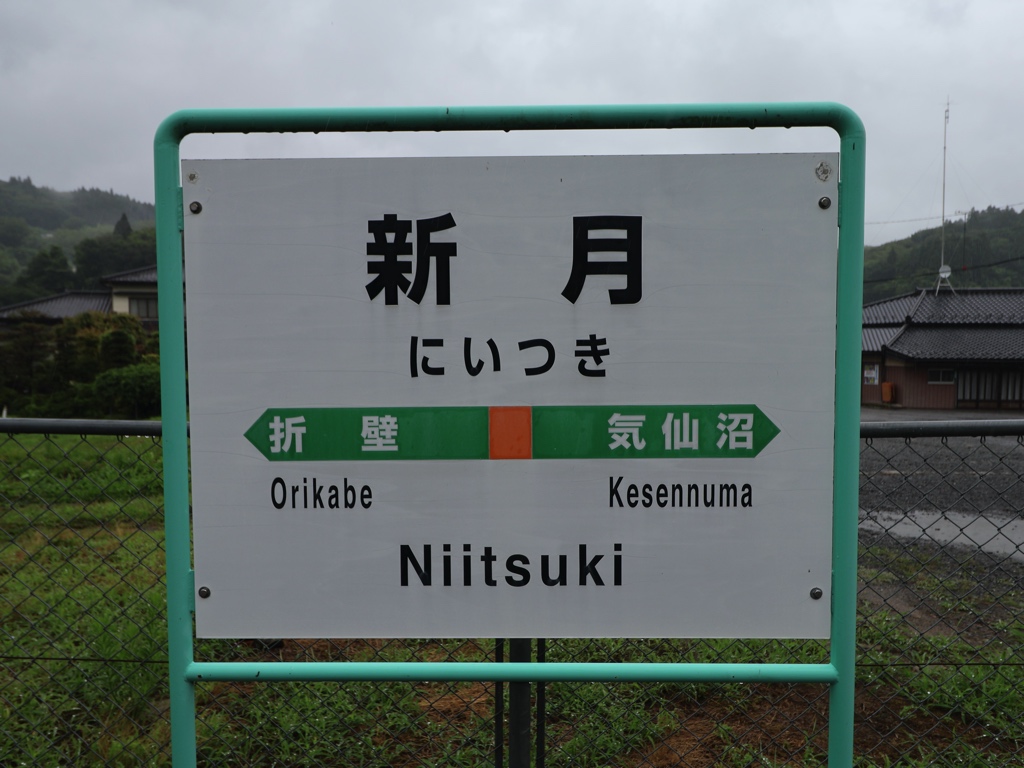 新月
にいつき
折壁 気仙沼
Orikabe Kesennuma
Niitsuki